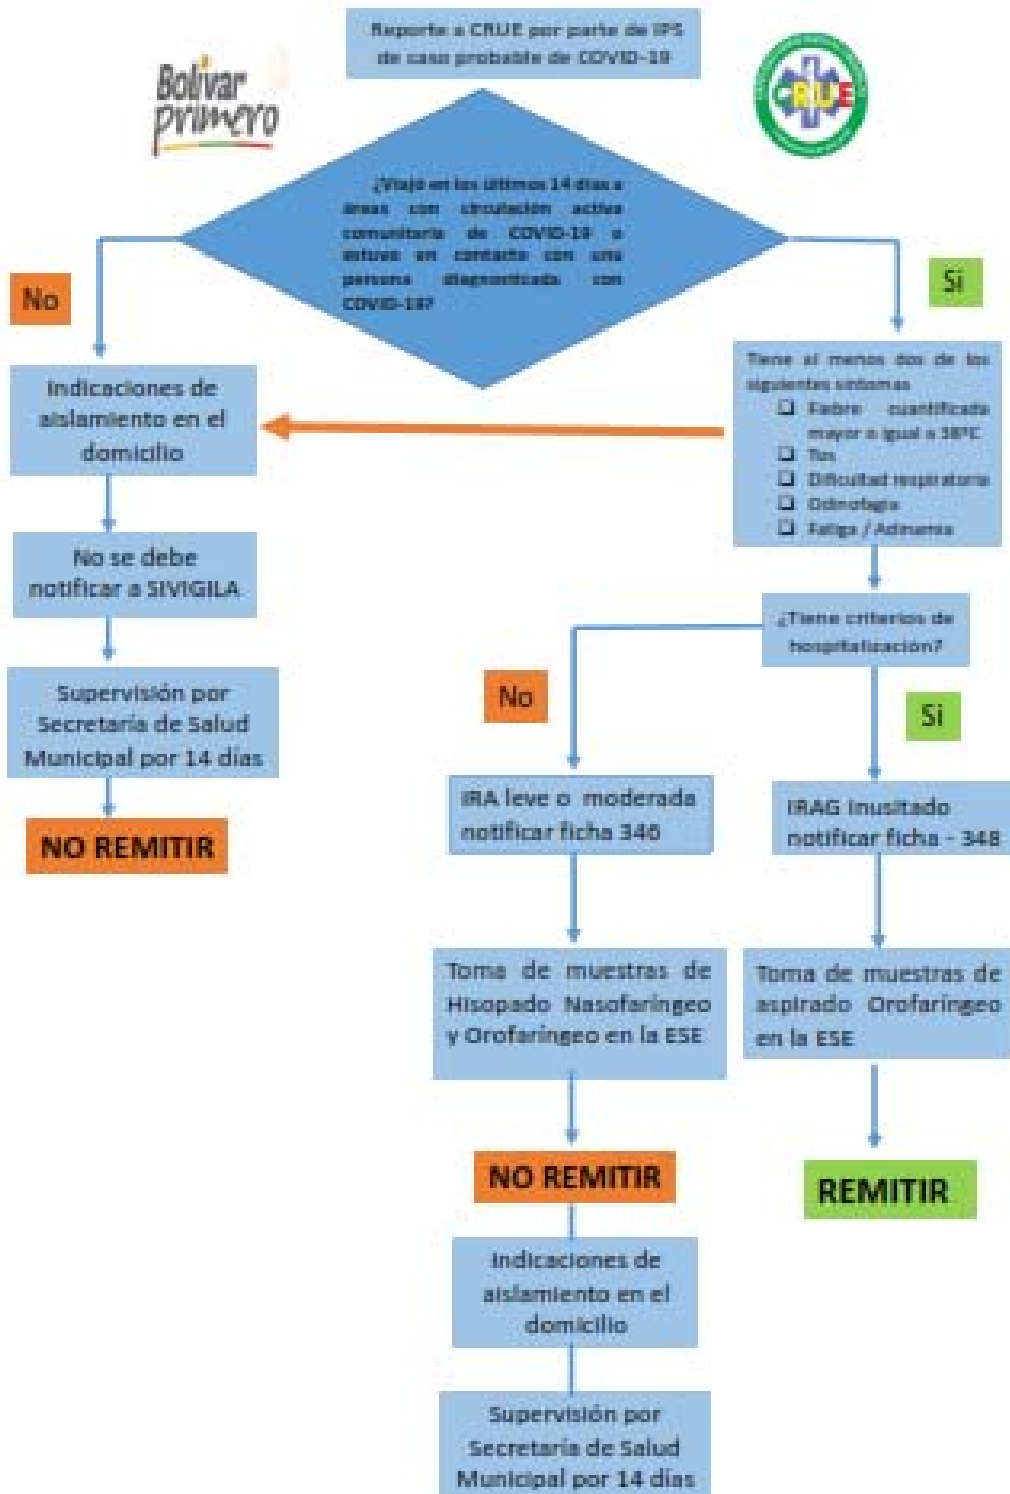 Reporte a CRUE por parte de IPS
de caso probable de COVID-19
Bolívar
primero
CRUE
¿Viajó en los últimos 14 días a
áreas con circulación activa
comunitaria de COVID-19 o
estuvo en contacto con una
persona diagnosticada con
COVID-19?
No
Si
Indicaciones de
aislamiento en el
domicilio
Tiene al menos dos de los
siguientes síntomas
Fiebre cuantificada
mayor o igual a 38°C
Tos
Dificultad respiratoria
Odinofagia
Fatiga / Adinamia
No se debe
notificar a SIVIGILA
¿Tiene criterios de
hospitalización?
Supervisión por
Secretaría de Salud
Municipal por 14 días
No
Si
NO REMITIR
IRA leve o moderada
notificar ficha 346
IRAG Inusitado
notificar ficha - 348
Toma de muestras de
Hisopado Nasofaríngeo
y Orofaríngeo en la ESE
Toma de muestras de
aspirado Orofaríngeo
en la ESE
NO REMITIR
REMITIR
Indicaciones de
aislamiento en el
domicilio
Supervisión por
Secretaría de Salud
Municipal por 14 días